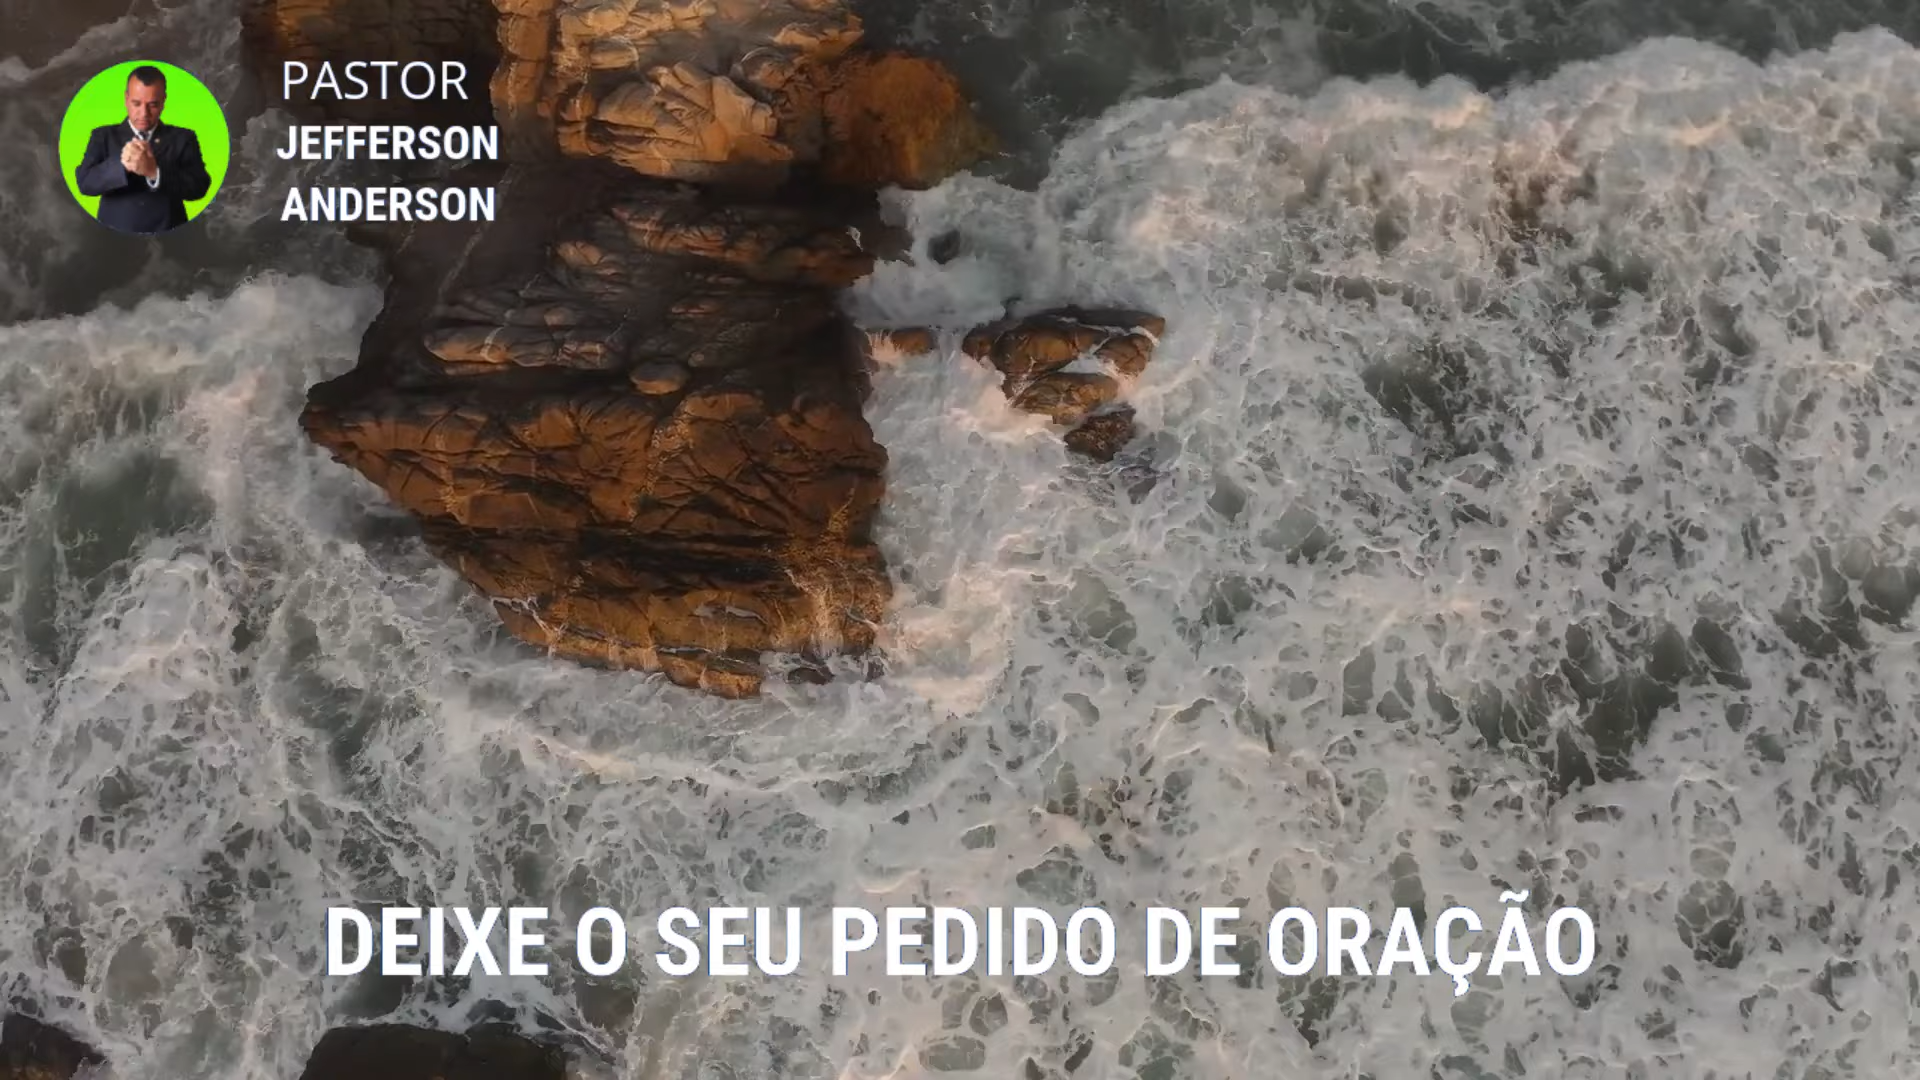 PASTOR
JEFFERSON
ANDERSON
DEIXE O SEU PEDIDO DE ORAÇÃO